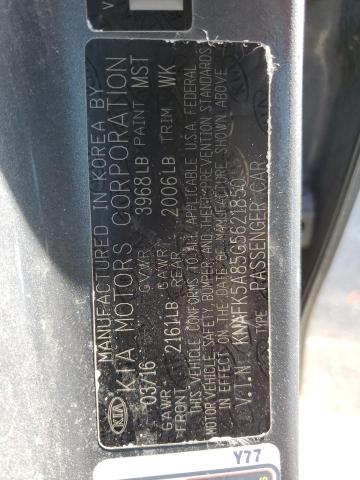 MANUFACTURED IN KOREA BY
KIA KIA MOTORS CORPORATION
03/16 GVWR 3968LB PAINT MST
GAWR FRONT 2161LB GAWR REAR 2006LB TRIM WK
THIS VEHICLE CONFORMS TO ALL APPLICABLE U.S.A FEDERAL
MOTOR VEHICLE SAFETY, BUMPER, AND THEFT PREVENTION STANDARDS
IN EFFECT ON THE DATE OF MANUFACTURE SHOWN ABOVE
V.I.N KNAFK5A85G5621850
TYPE PASSENGER CAR
Y77
V